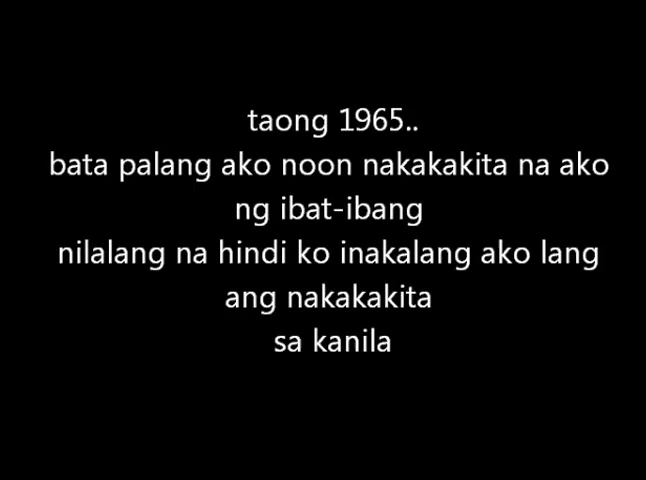 taong 1965..
bata palang ako noon nakakakita na ako
ng ibat-ibang
nilalang na hindi ko inakalang ako lang
ang nakakakita
sa kanila